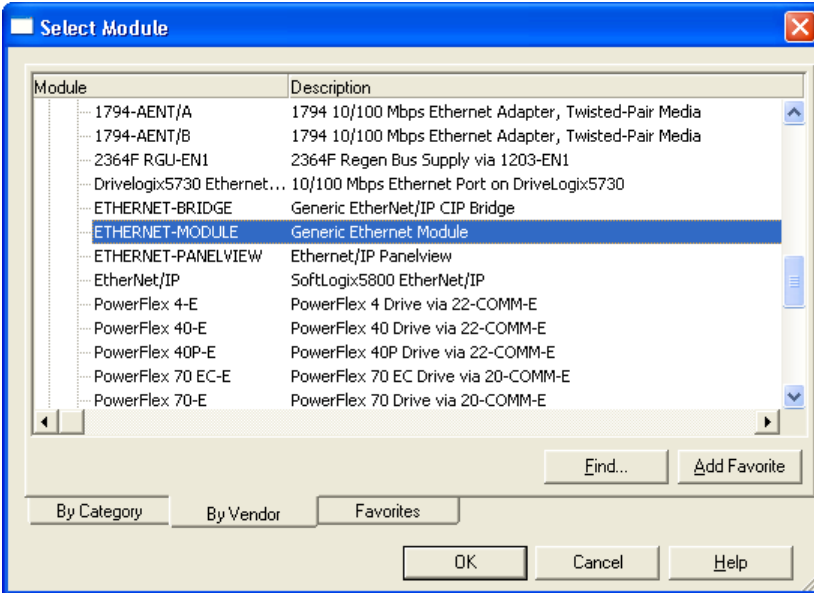 Select Module
Module Description
1794-AENT/A 1794 10/100 Mbps Ethernet Adapter, Twisted-Pair Media
1794-AENT/B 1794 10/100 Mbps Ethernet Adapter, Twisted-Pair Media
2364F RGU-EN1 2364F Regen Bus Supply via 1203-EN1
Drivelogix5730 Ethernet... 10/100 Mbps Ethernet Port on DriveLogix5730
ETHERNET-BRIDGE Generic EtherNet/IP CIP Bridge
ETHERNET-MODULE Generic Ethernet Module
ETHERNET-PANELVIEW Ethernet/IP Panelview
EtherNet/IP SoftLogix5800 EtherNet/IP
PowerFlex 4-E PowerFlex 4 Drive via 22-COMM-E
PowerFlex 40-E PowerFlex 40 Drive via 22-COMM-E
PowerFlex 40P-E PowerFlex 40P Drive via 22-COMM-E
PowerFlex 70 EC-E PowerFlex 70 EC Drive via 20-COMM-E
PowerFlex 70-E PowerFlex 70 Drive via 20-COMM-E
Find... Add Favorite
By Category By Vendor Favorites
OK Cancel Help